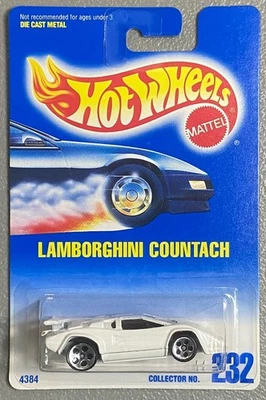 Not recommended for ages under 3
DIE CAST METAL
Hot Wheels
MATTEL
LAMBORGHINI COUNTACH
4384
COLLECTOR NO. 232